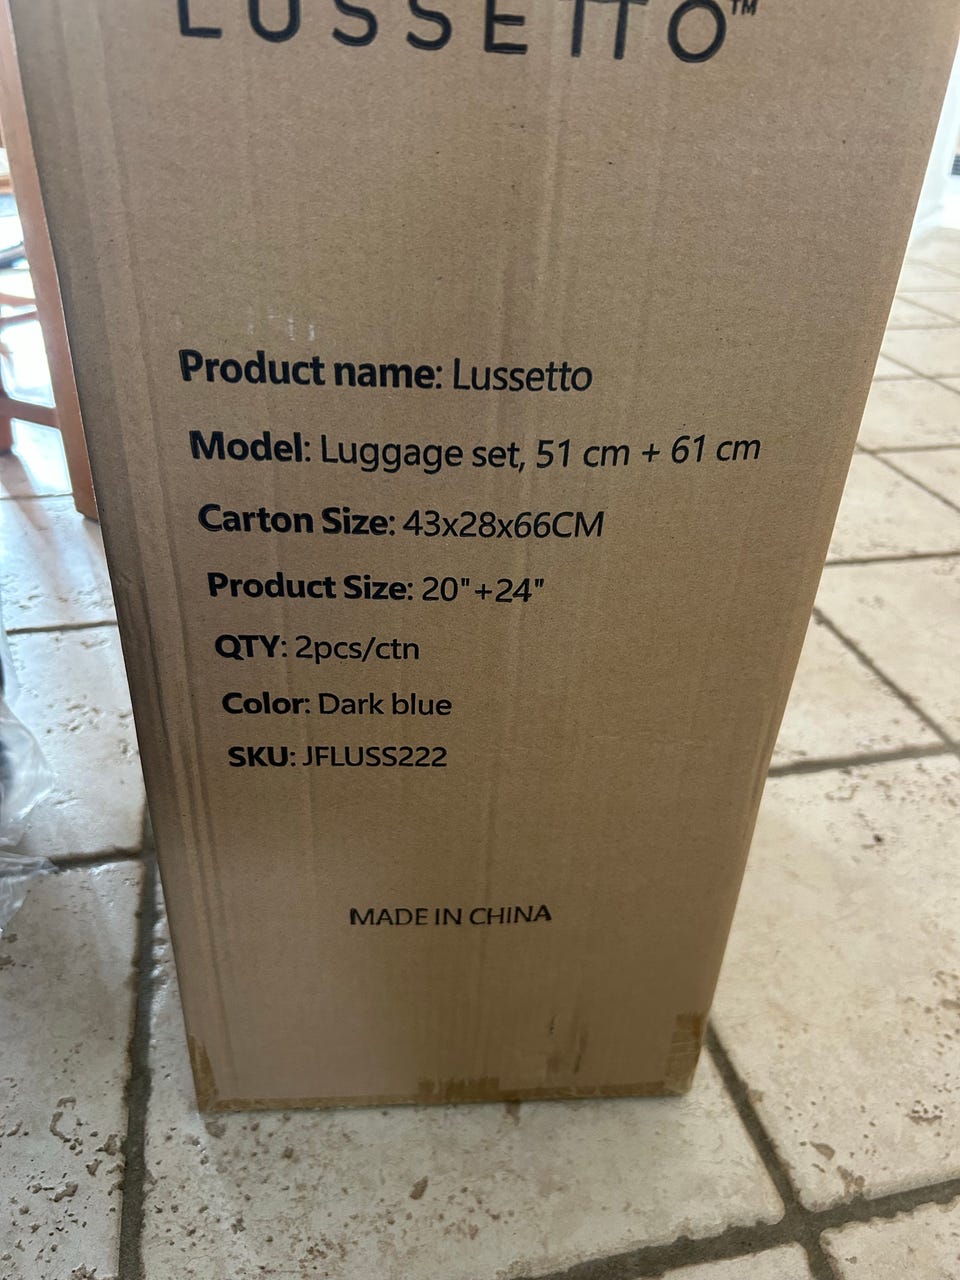 LUSSETTO™
Product name: Lussetto
Model: Luggage set, 51 cm + 61 cm
Carton Size: 43x28x66CM
Product Size: 20"+24"
QTY: 2pcs/ctn
Color: Dark blue
SKU: JFLUSS222
MADE IN CHINA